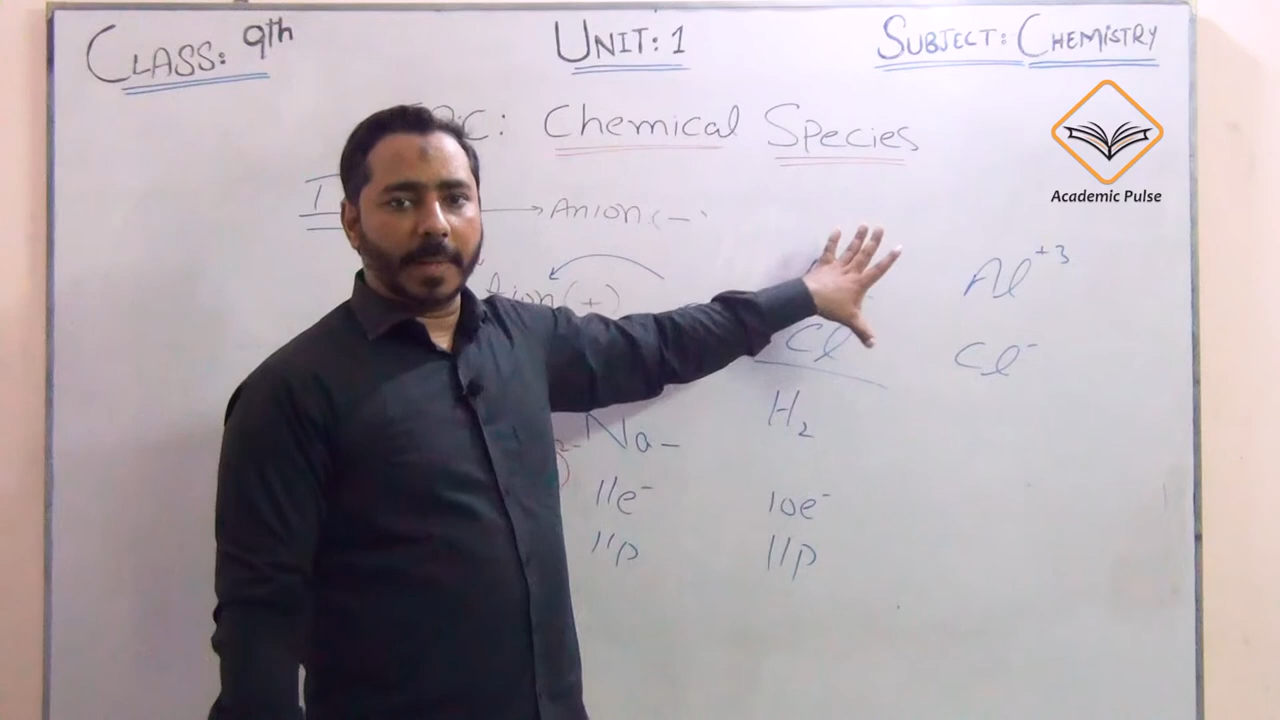 CLASS: 9th UNIT: 1 SUBJECT: CHEMISTRY
Chemical Species
Academic Pulse
Anion (-
(+)
Al+3
Cl Cl-
H2
Na -
11e- 10e-
11p 11p